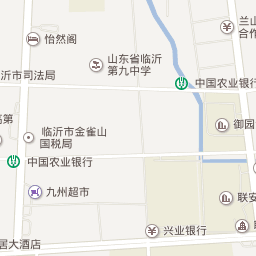 怡然阁
兰山
合作
山东省临沂
第九中学
沂市司法局
中国农业银行
御园
高第
临沂市金雀山
国税局
中国农业银行
九州超市
联安
兴业银行
居大酒店